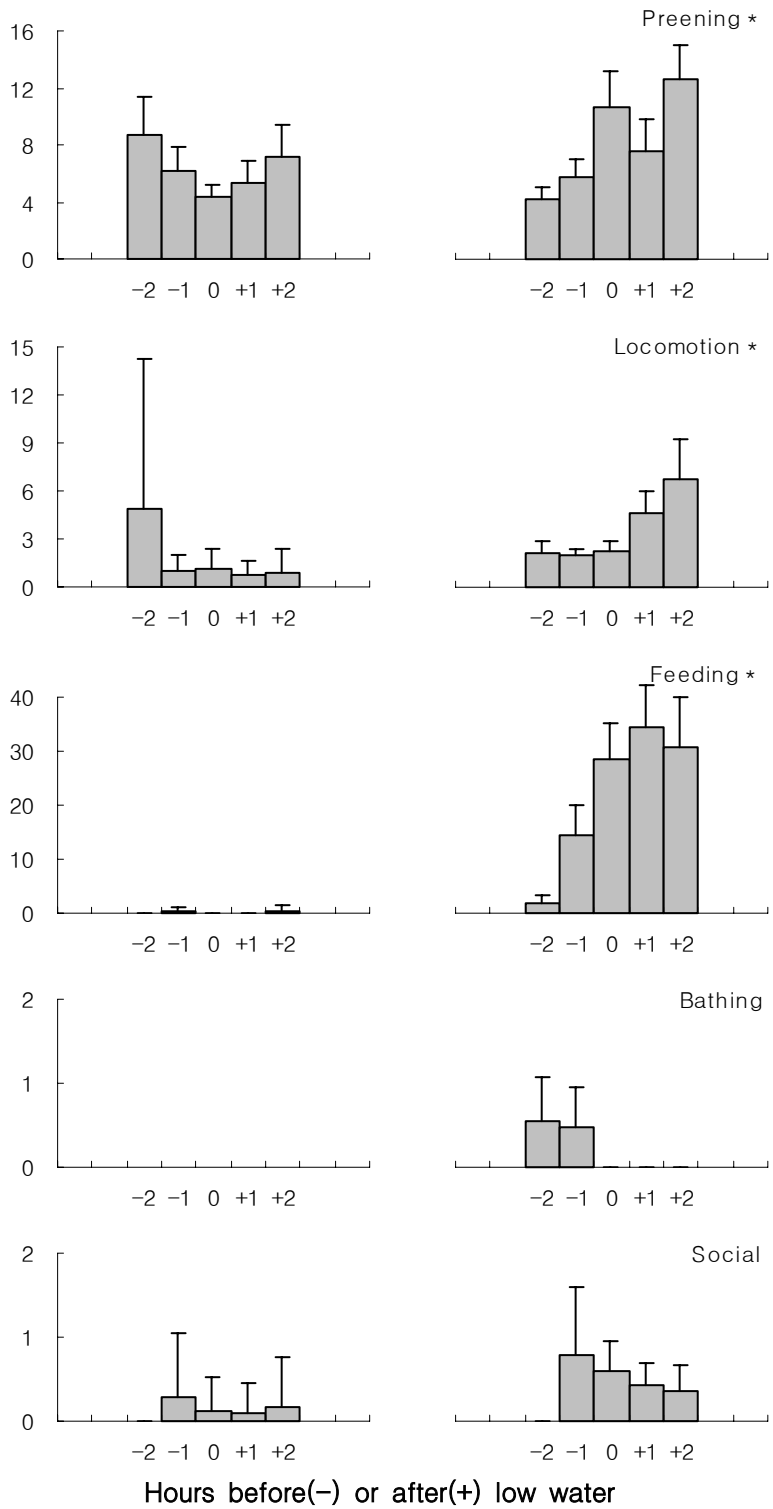 Preening *
16
12
8
4
0
−2 −1 0 +1 +2 −2 −1 0 +1 +2
Locomotion *
15
12
9
6
3
0
−2 −1 0 +1 +2 −2 −1 0 +1 +2
Feeding *
40
30
20
10
0
−2 −1 0 +1 +2 −2 −1 0 +1 +2
Bathing
2
1
0
−2 −1 0 +1 +2 −2 −1 0 +1 +2
Social
2
1
0
−2 −1 0 +1 +2 −2 −1 0 +1 +2
Hours before(−) or after(+) low water